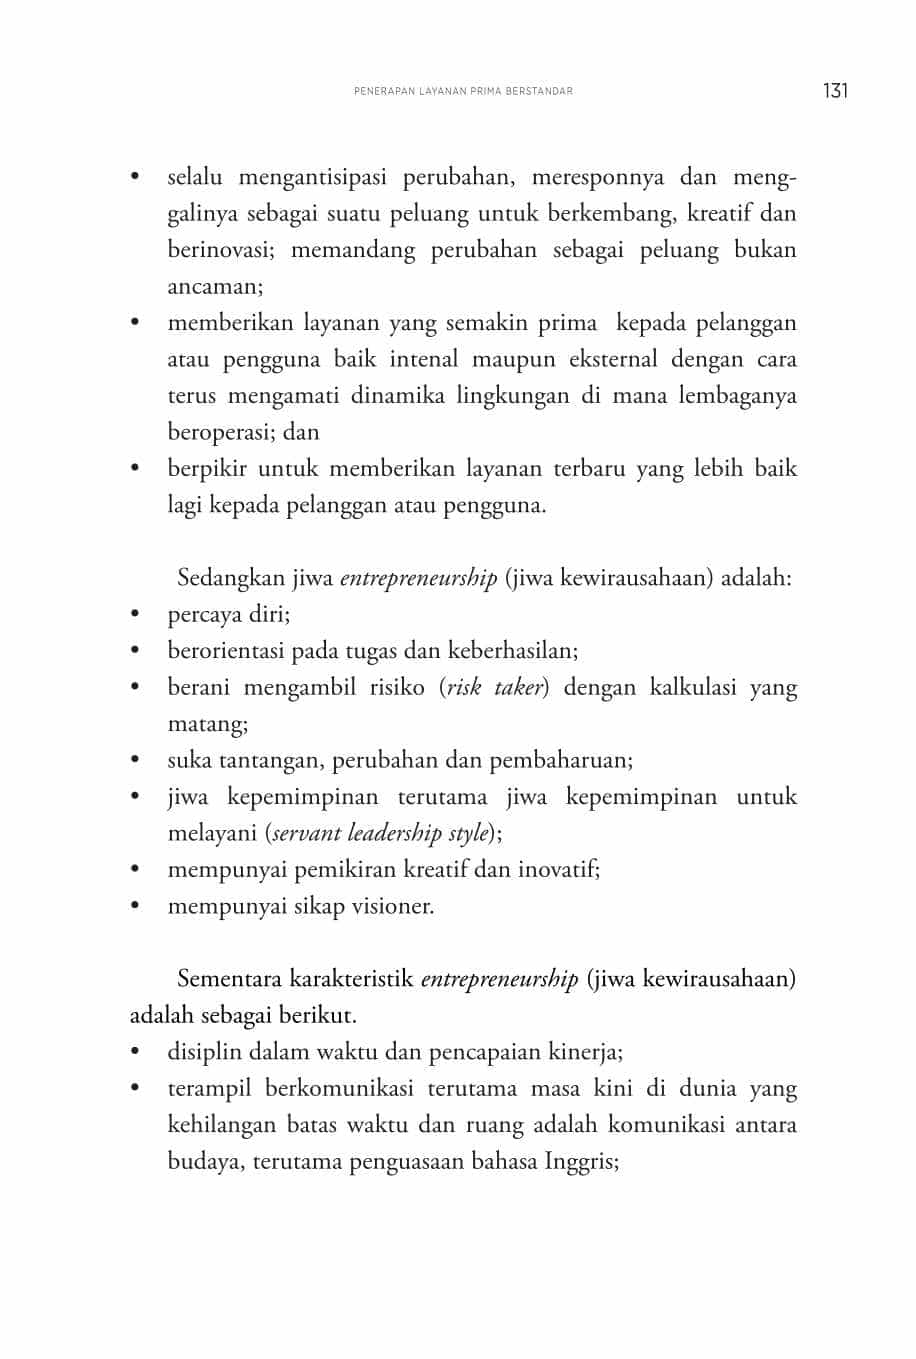 PENERAPAN LAYANAN PRIMA BERSTANDAR 131
• selalu mengantisipasi perubahan, meresponnya dan meng-
galinya sebagai suatu peluang untuk berkembang, kreatif dan
berinovasi; memandang perubahan sebagai peluang bukan
ancaman;
• memberikan layanan yang semakin prima kepada pelanggan
atau pengguna baik intenal maupun eksternal dengan cara
terus mengamati dinamika lingkungan di mana lembaganya
beroperasi; dan
• berpikir untuk memberikan layanan terbaru yang lebih baik
lagi kepada pelanggan atau pengguna.
Sedangkan jiwa entrepreneurship (jiwa kewirausahaan) adalah:
• percaya diri;
• berorientasi pada tugas dan keberhasilan;
• berani mengambil risiko (risk taker) dengan kalkulasi yang
matang;
• suka tantangan, perubahan dan pembaharuan;
• jiwa kepemimpinan terutama jiwa kepemimpinan untuk
melayani (servant leadership style);
• mempunyai pemikiran kreatif dan inovatif;
• mempunyai sikap visioner.
Sementara karakteristik entrepreneurship (jiwa kewirausahaan)
adalah sebagai berikut.
• disiplin dalam waktu dan pencapaian kinerja;
• terampil berkomunikasi terutama masa kini di dunia yang
kehilangan batas waktu dan ruang adalah komunikasi antara
budaya, terutama penguasaan bahasa Inggris;